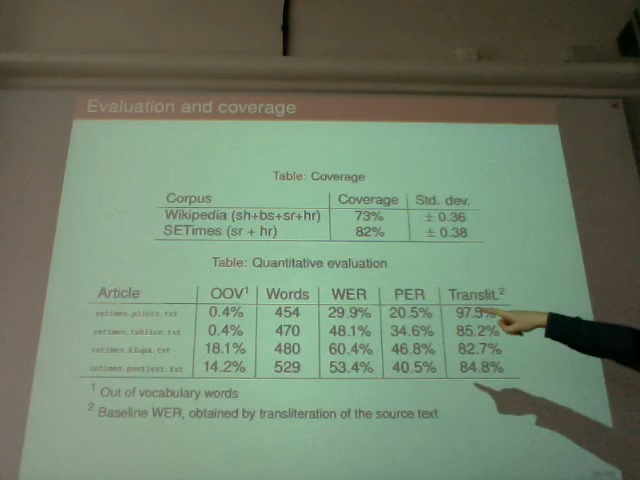 Evaluation and coverage
Table: Coverage
Corpus Coverage Std. dev.
Wikipedia (sh+bs+sr+hr) 73% ± 0.36
SETimes (sr + hr) 82% ± 0.38
Table: Quantitative evaluation
Article OOV¹ Words WER PER Translit.²
setimes.pilots.txt 0.4% 454 29.9% 20.5%
setimes.tablice.txt 0.4% 470 48.1% 34.6% 85.2%
setimes.klupa.txt 18.1% 480 60.4% 46.8% 82.7%
setimes.povijest.txt 14.2% 529 53.4% 40.5% 84.8%
¹ Out of vocabulary words
² Baseline WER, obtained by transliteration of the source text